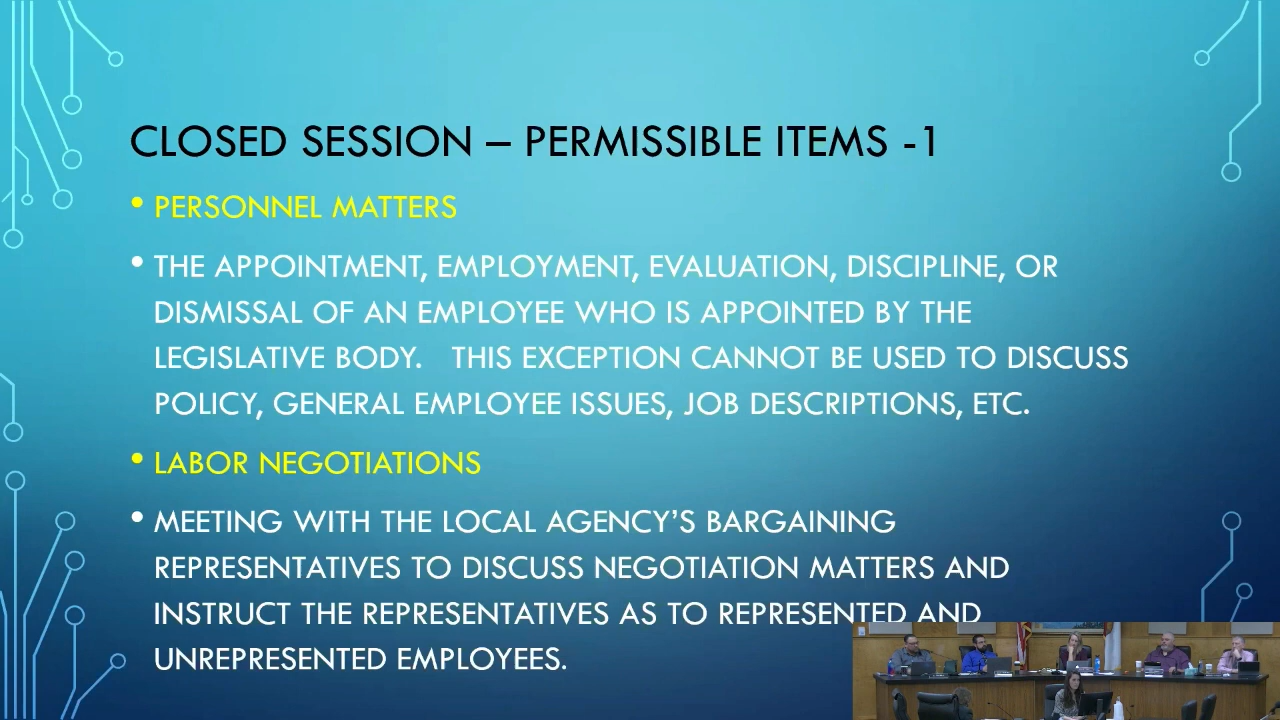 CLOSED SESSION – PERMISSIBLE ITEMS -1
• PERSONNEL MATTERS
• THE APPOINTMENT, EMPLOYMENT, EVALUATION, DISCIPLINE, OR
DISMISSAL OF AN EMPLOYEE WHO IS APPOINTED BY THE
LEGISLATIVE BODY. THIS EXCEPTION CANNOT BE USED TO DISCUSS
POLICY, GENERAL EMPLOYEE ISSUES, JOB DESCRIPTIONS, ETC.
• LABOR NEGOTIATIONS
• MEETING WITH THE LOCAL AGENCY’S BARGAINING
REPRESENTATIVES TO DISCUSS NEGOTIATION MATTERS AND
INSTRUCT THE REPRESENTATIVES AS TO REPRESENTED AND
UNREPRESENTED EMPLOYEES.